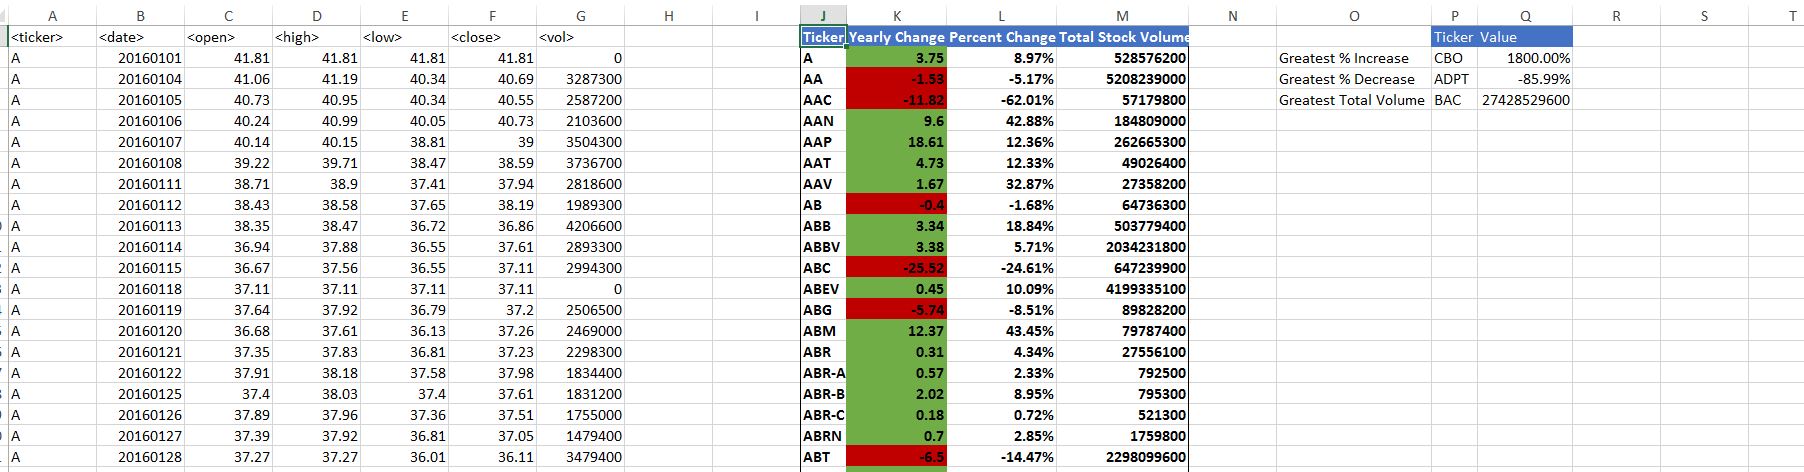 A B C D E F G H I J K L M N O P Q R S T
<ticker> <date> <open> <high> <low> <close> <vol> Ticker Yearly Change Percent Change Total Stock Volume Ticker Value
A 20160101 41.81 41.81 41.81 41.81 0 A 3.75 8.97% 528576200 Greatest % Increase CBO 1800.00%
A 20160104 41.06 41.19 40.34 40.69 3287300 AA -1.53 -5.17% 5208239000 Greatest % Decrease ADPT -85.99%
A 20160105 40.73 40.95 40.34 40.55 2587200 AAC -11.82 -62.01% 57179800 Greatest Total Volume BAC 27428529600
A 20160106 40.24 40.99 40.05 40.73 2103600 AAN 9.6 42.88% 184809000
A 20160107 40.14 40.15 38.81 39 3504300 AAP 18.61 12.36% 262665300
A 20160108 39.22 39.71 38.47 38.59 3736700 AAT 4.73 12.33% 49026400
A 20160111 38.71 38.9 37.41 37.94 2818600 AAV 1.67 32.87% 27358200
A 20160112 38.43 38.58 37.65 38.19 1989300 AB -0.4 -1.68% 64736300
A 20160113 38.35 38.47 36.72 36.86 4206600 ABB 3.34 18.84% 503779400
A 20160114 36.94 37.88 36.55 37.61 2893300 ABBV 3.38 5.71% 2034231800
A 20160115 36.67 37.56 36.55 37.11 2994300 ABC -25.52 -24.61% 647239900
A 20160118 37.11 37.11 37.11 37.11 0 ABEV 0.45 10.09% 4199335100
A 20160119 37.64 37.92 36.79 37.2 2506500 ABG -5.74 -8.51% 89828200
A 20160120 36.68 37.61 36.13 37.26 2469000 ABM 12.37 43.45% 79787400
A 20160121 37.35 37.83 36.81 37.23 2298300 ABR 0.31 4.34% 27556100
A 20160122 37.91 38.18 37.58 37.98 1834400 ABR-A 0.57 2.33% 792500
A 20160125 37.4 38.03 37.4 37.61 1831200 ABR-B 2.02 8.95% 795300
A 20160126 37.89 37.96 37.36 37.51 1755000 ABR-C 0.18 0.72% 521300
A 20160127 37.39 37.92 36.81 37.05 1479400 ABRN 0.7 2.85% 1759800
A 20160128 37.27 37.27 36.01 36.11 3479400 ABT -6.5 -14.47% 2298099600